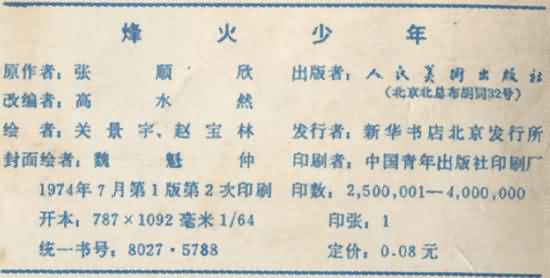 烽火少年
原作者：张顺欣 出版者：人民美術出版社
改编者：高水然 （北京北总布胡同32号）
绘者：关景宇、赵宝林 发行者：新华书店北京发行所
封面绘者：魏魁仲 印刷者：中国青年出版社印刷厂
1974年7月第1版第2次印刷 印数：2,500,001—4,000,000
开本：787×1092毫米1/64 印张：1
统一书号：8027·5788 定价：0.08元